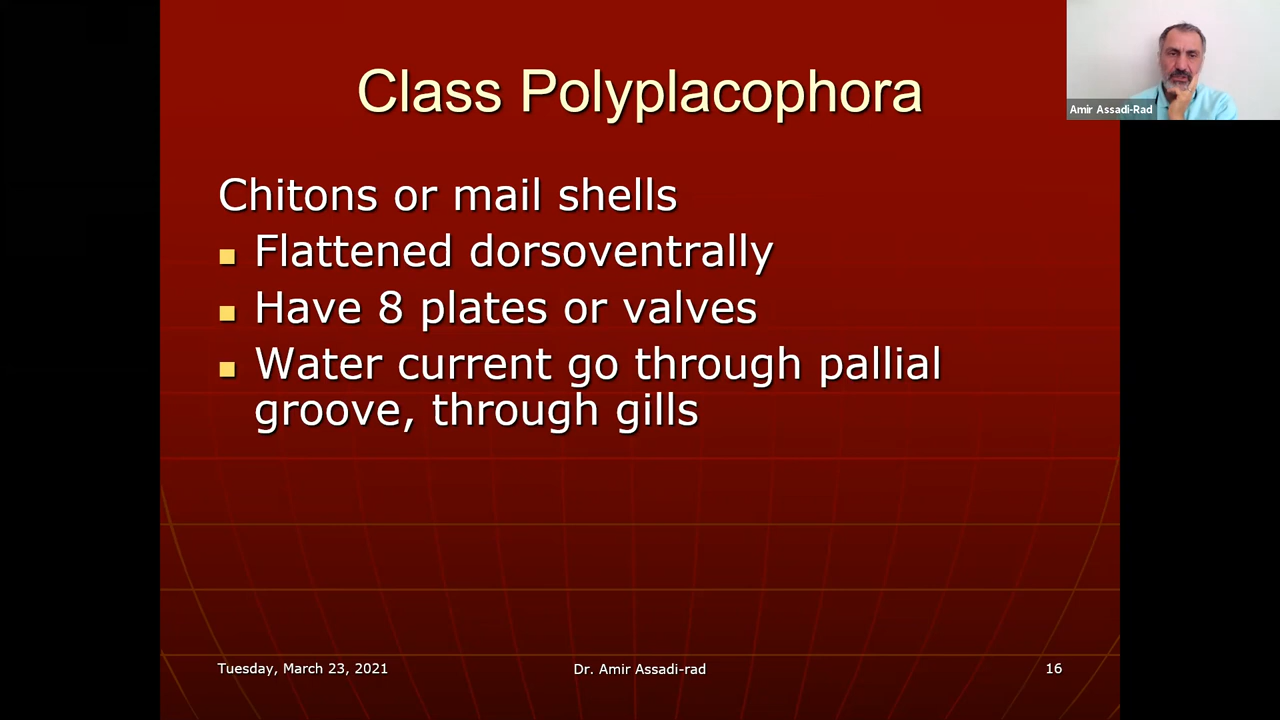 Class Polyplacophora
Amir Assadi-Rad
Chitons or mail shells
Flattened dorsoventrally
Have 8 plates or valves
Water current go through pallial
groove, through gills
Tuesday, March 23, 2021
Dr. Amir Assadi-rad
16